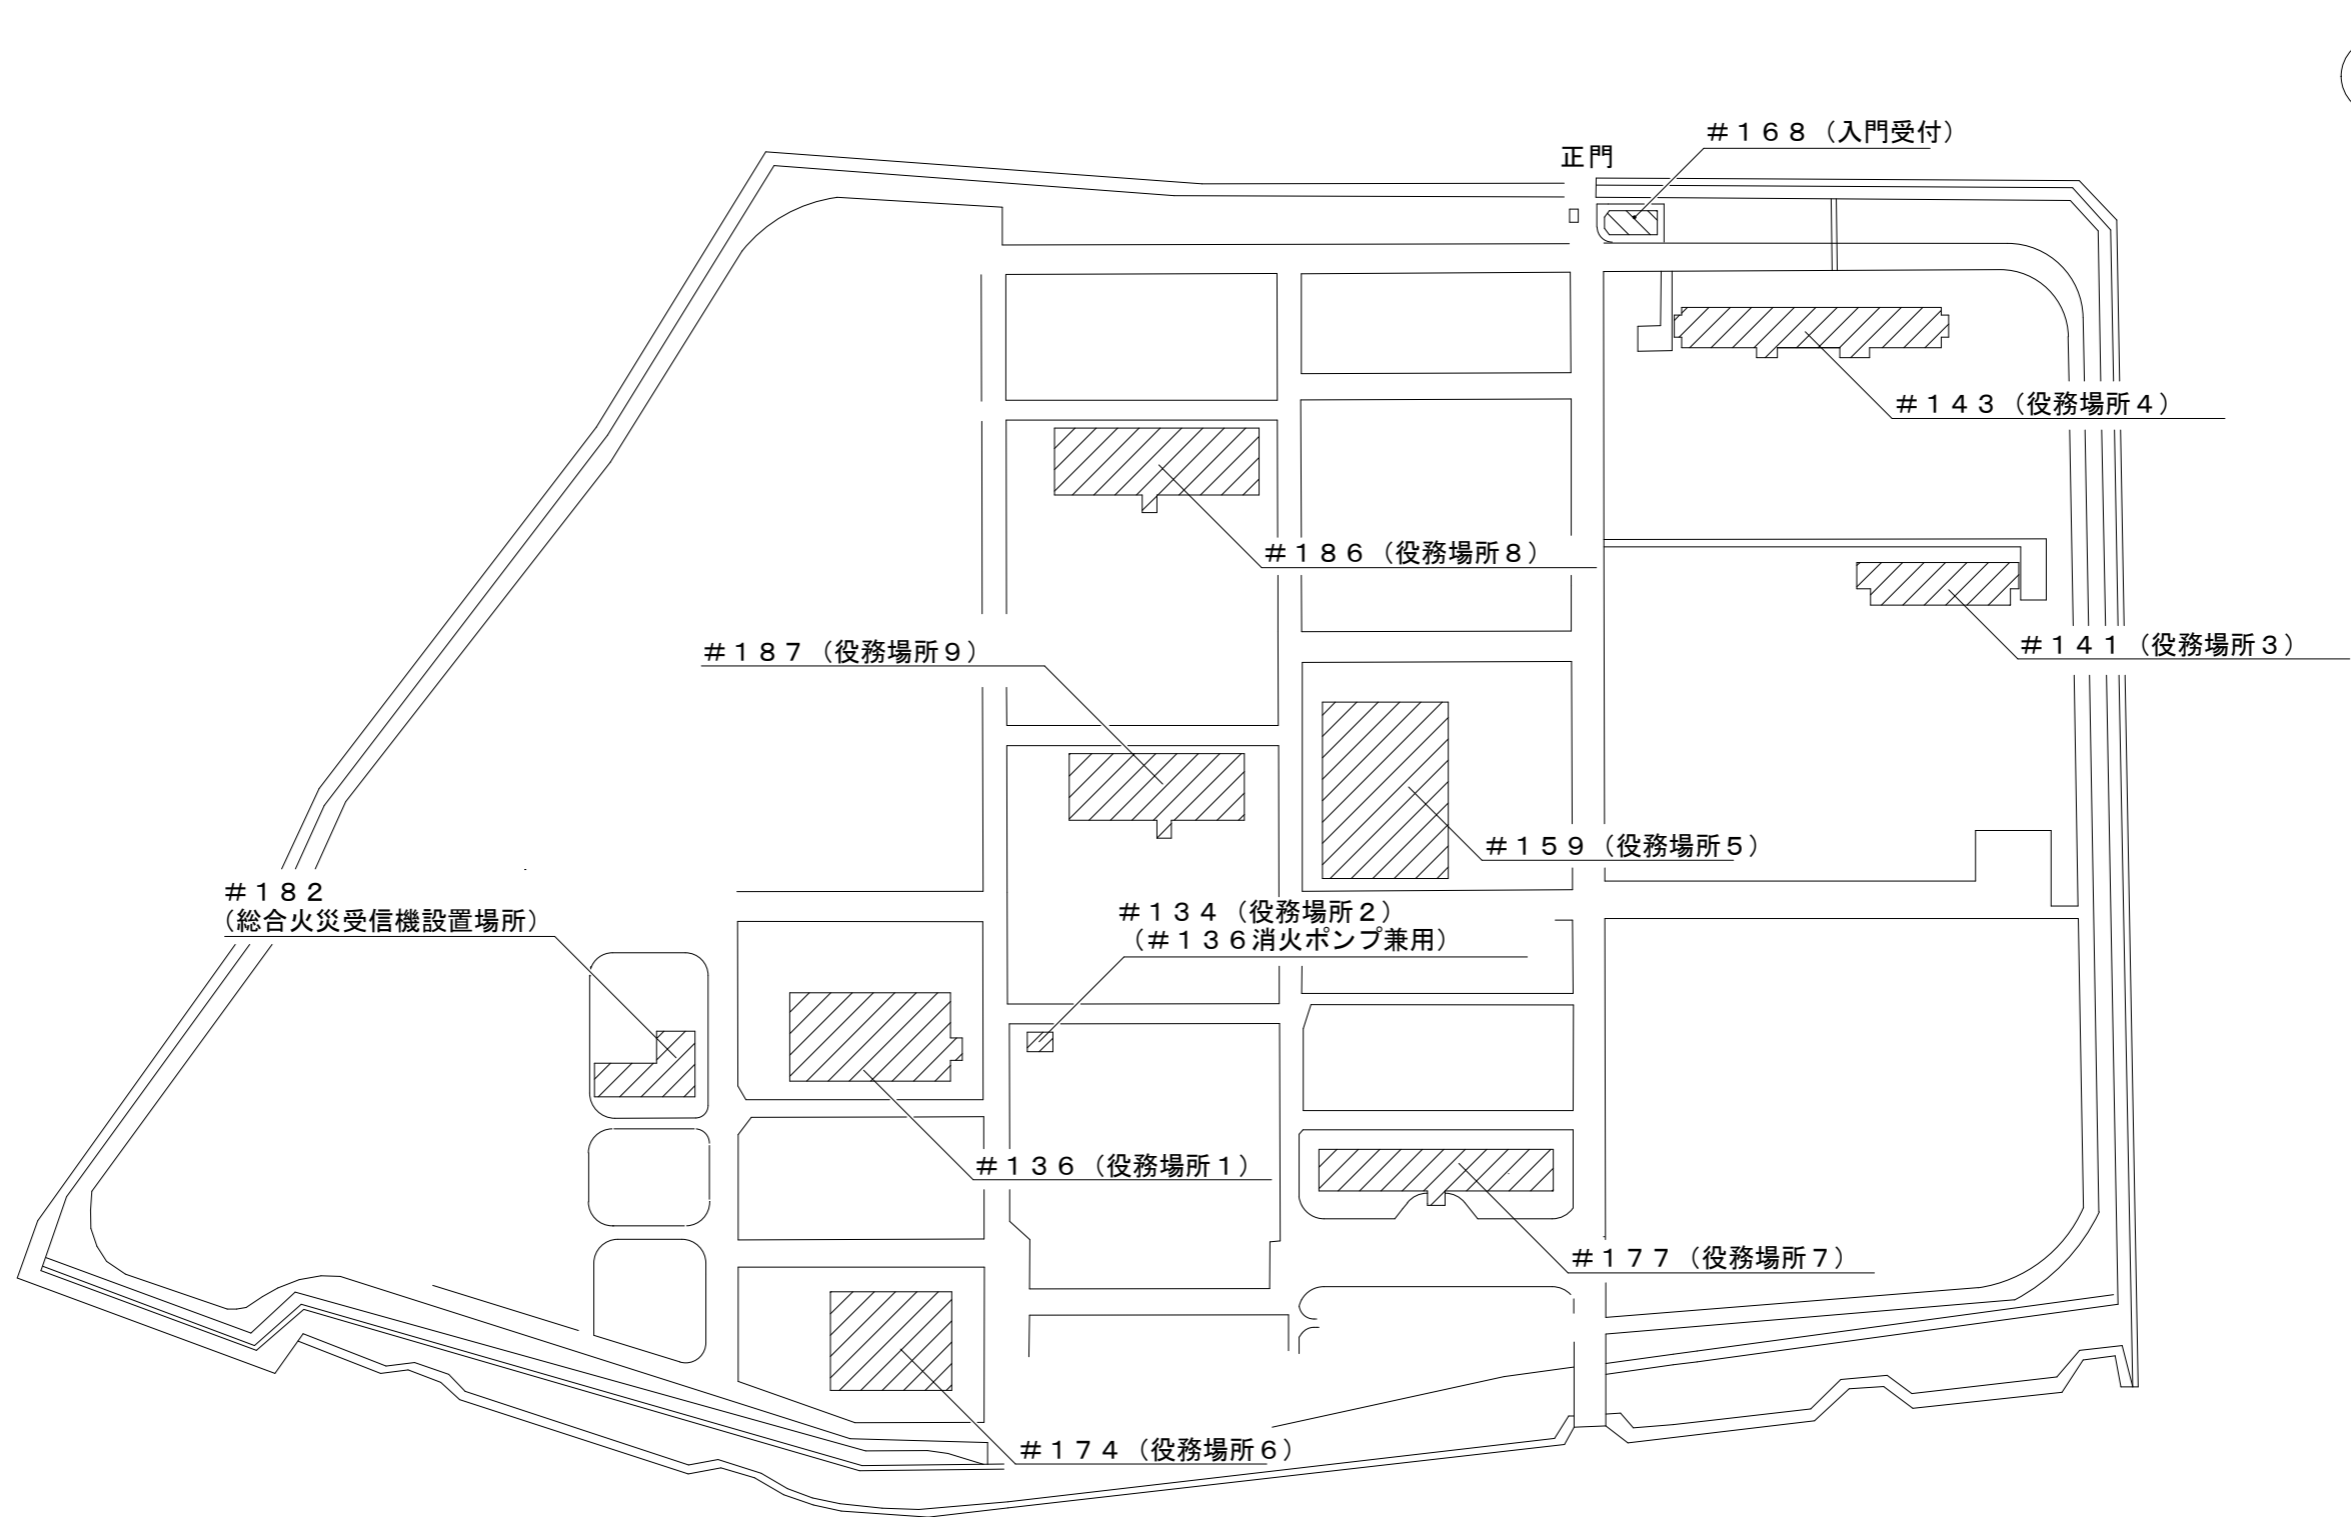 #168(入門受付)
正門
#143(役務場所4)
#186(役務場所8)
#141(役務場所3)
#187(役務場所9)
#159(役務場所5)
#182
(総合火災受信機設置場所)
#134(役務場所2)
(#136消火ポンプ兼用)
#136(役務場所1)
#177(役務場所7)
#174(役務場所6)